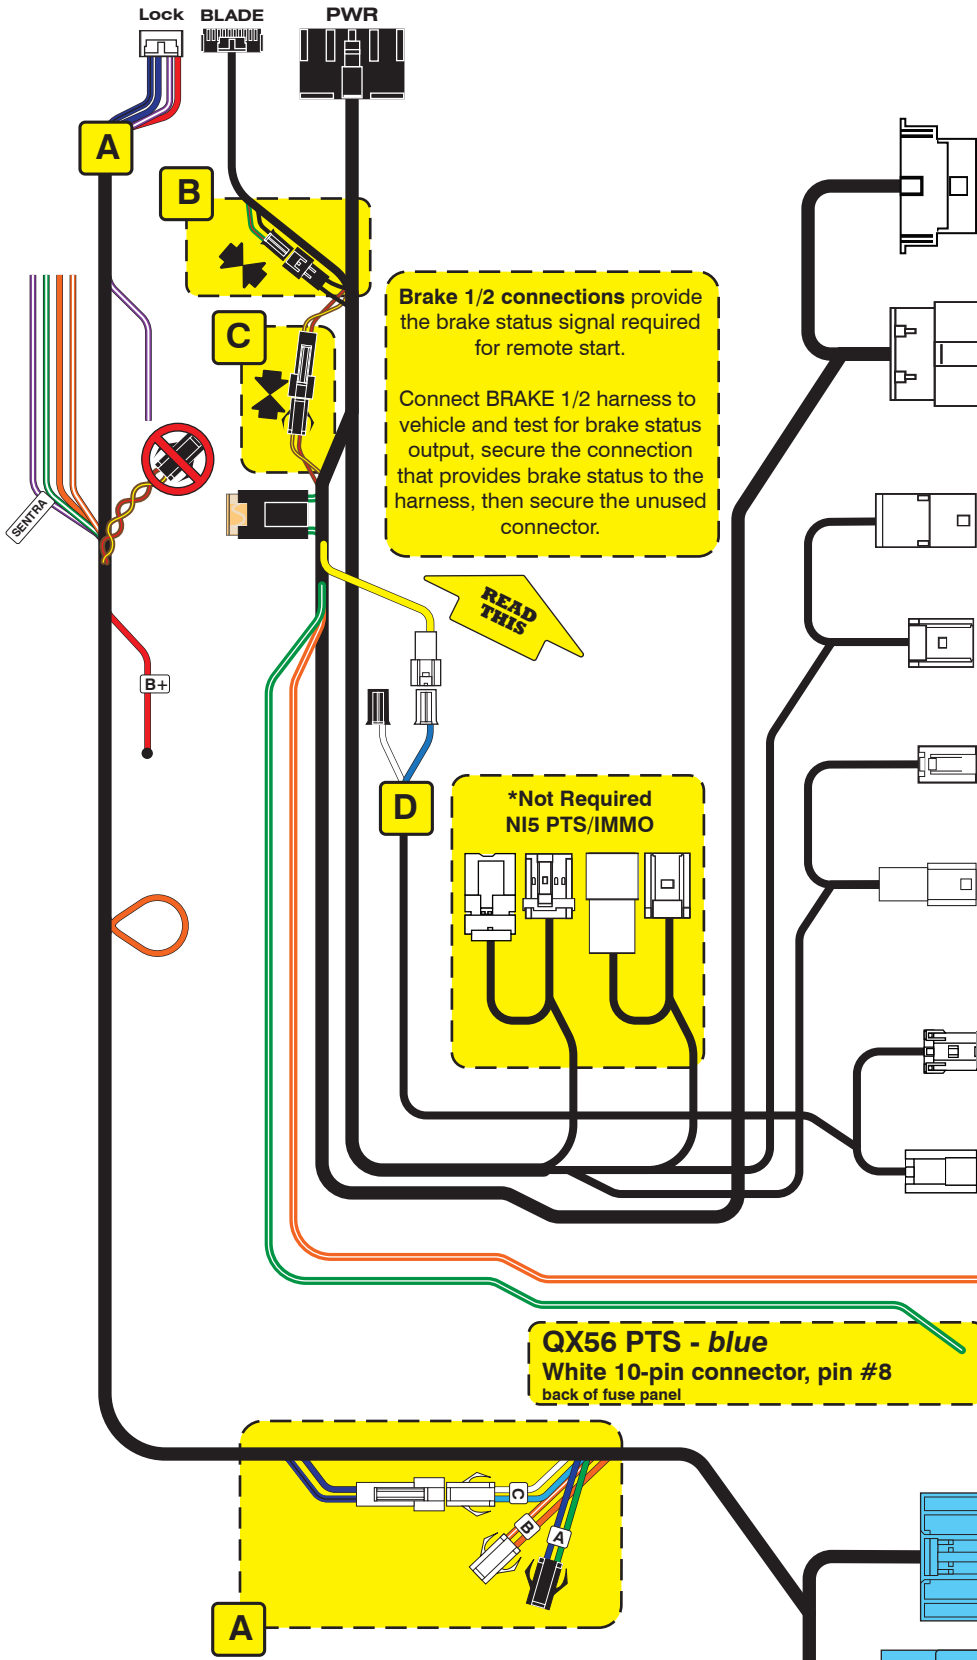 Lock BLADE PWR
A
B
C
Brake 1/2 connections provide
the brake status signal required
for remote start.
Connect BRAKE 1/2 harness to
vehicle and test for brake status
output, secure the connection
that provides brake status to the
harness, then secure the unused
connector.
SENTRA
READ
THIS
B+
D
*Not Required
NI5 PTS/IMMO
QX56 PTS - blue
White 10-pin connector, pin #8
back of fuse panel
C
B
A
A